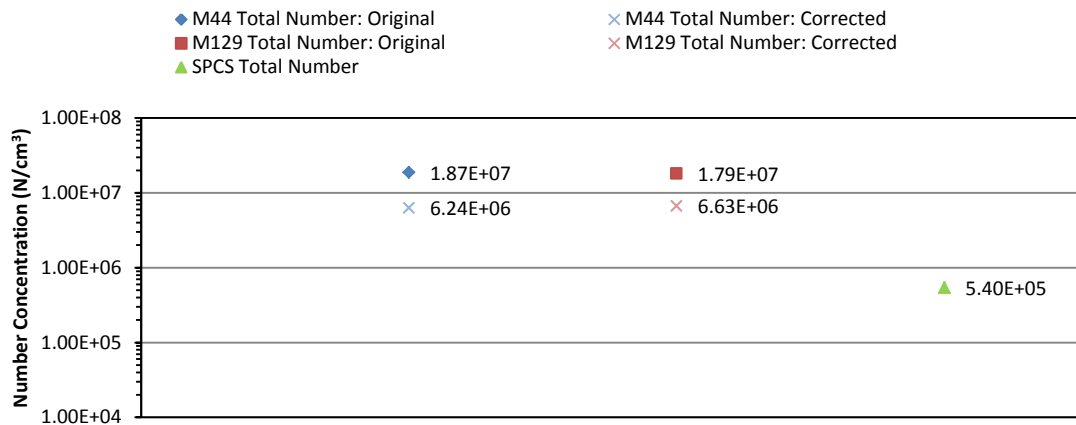 M44 Total Number: Original
M44 Total Number: Corrected
M129 Total Number: Original
M129 Total Number: Corrected
SPCS Total Number
Number Concentration (N/cm³)
1.00E+08
1.00E+07
1.00E+06
1.00E+05
1.00E+04
1.87E+07
1.79E+07
6.24E+06
6.63E+06
5.40E+05